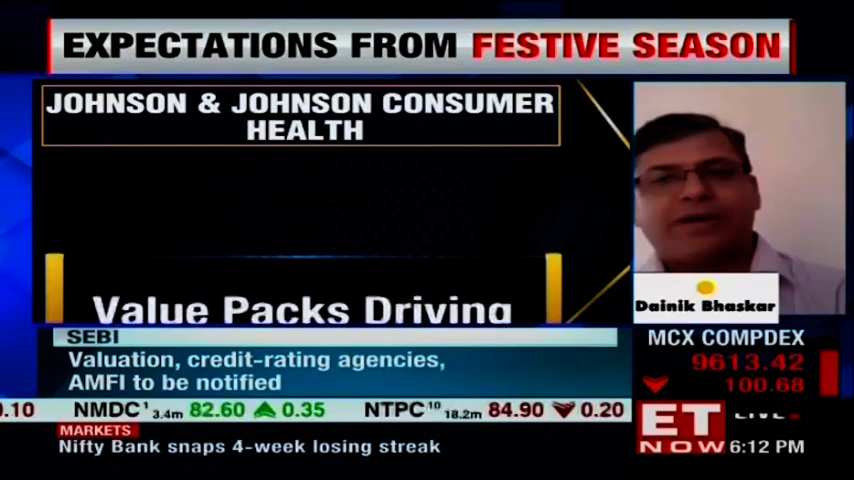 EXPECTATIONS FROM FESTIVE SEASON
JOHNSON & JOHNSON CONSUMER
HEALTH
Value Packs Driving
Dainik Bhaskar
SEBI
Valuation, credit-rating agencies,
AMFI to be notified
MCX COMPDEX
9613.42
100.68
0.10 NMDC¹ 3.4m 82.60 0.35 NTPC¹⁰ 18.2m 84.90 0.20
MARKETS
Nifty Bank snaps 4-week losing streak
ET
NOW
LIVE
6:12 PM